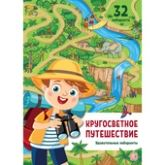 32
КРУГОСВЕТНОЕ
ПУТЕШЕСТВИЕ
Удивительные лабиринты